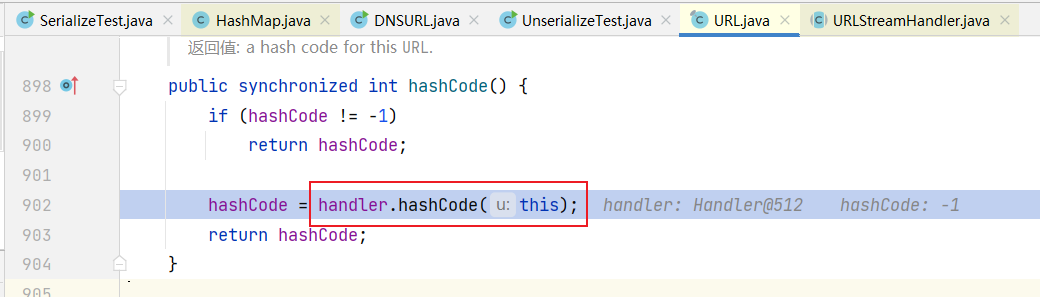 SerializeTest.java HashMap.java DNSURL.java UnserializeTest.java URL.java URLStreamHandler.java
返回值: a hash code for this URL.
898 public synchronized int hashCode() {
899 if (hashCode != -1)
900 return hashCode;
901
902 hashCode = handler.hashCode( u: this); handler: Handler@512 hashCode: -1
903 return hashCode;
904 }
905